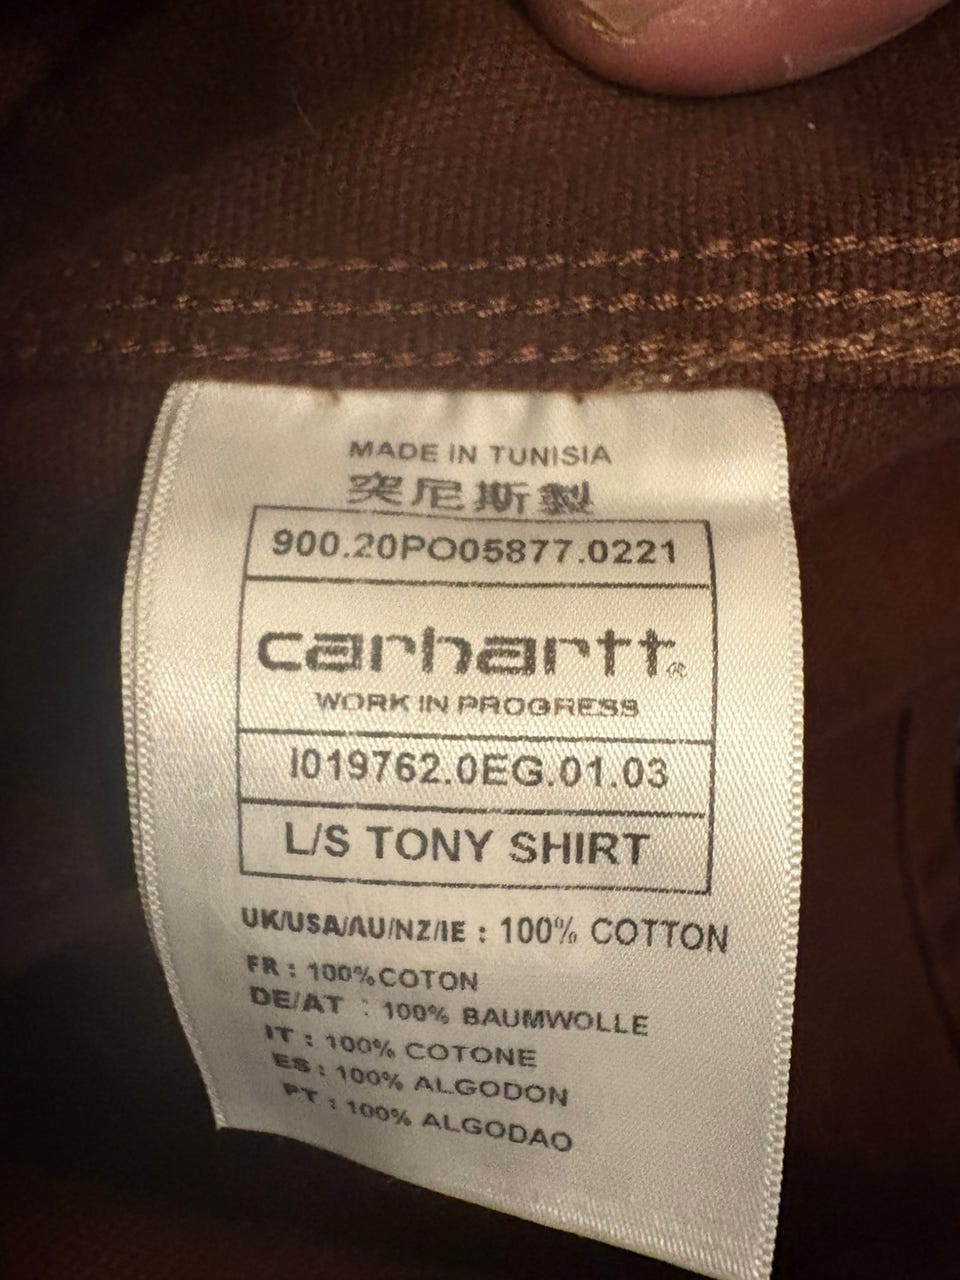 MADE IN TUNISIA
突尼斯製
900.20PO05877.0221
carhartt®
WORK IN PROGRESS
I019762.0EG.01.03
L/S TONY SHIRT
UK/USA/AU/NZ/IE : 100% COTTON
FR : 100%COTON
DE/AT : 100% BAUMWOLLE
IT : 100% COTONE
ES : 100% ALGODON
PT : 100% ALGODAO